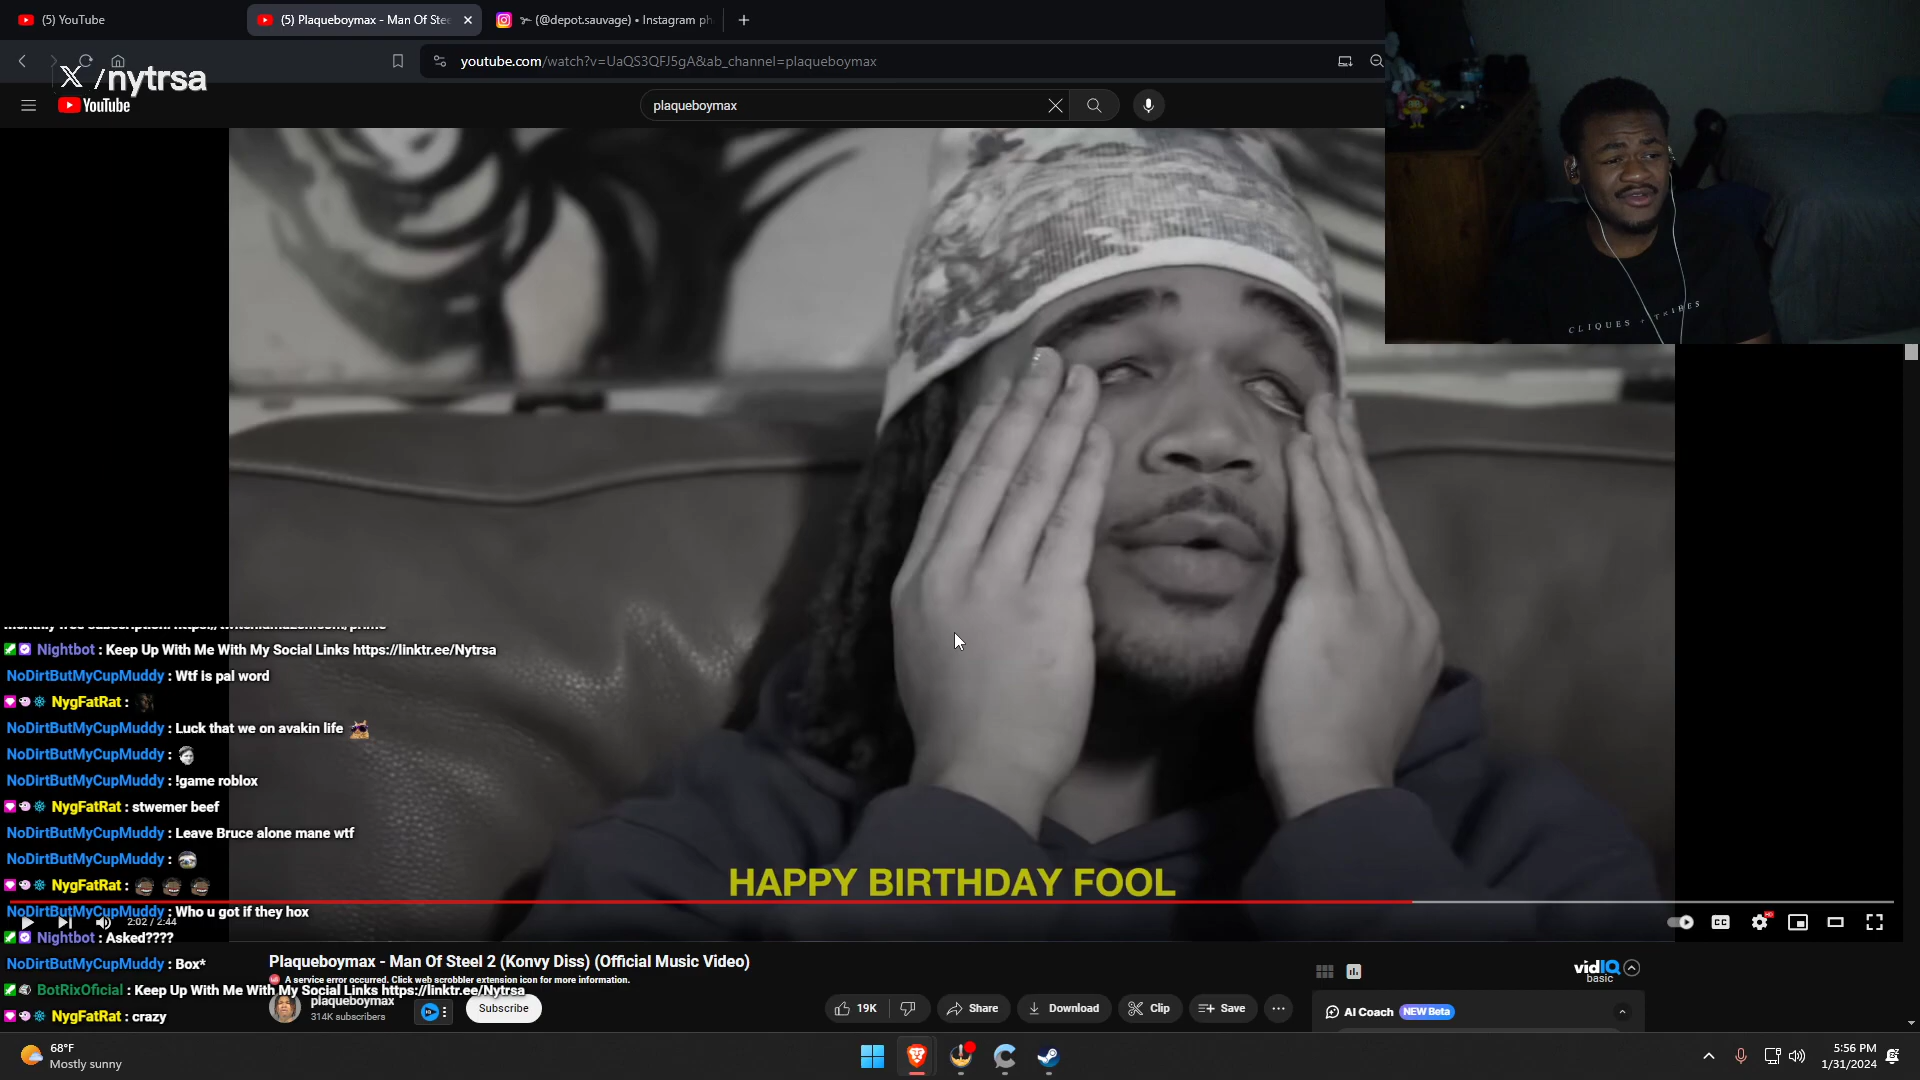 (5) YouTube
(5) Plaqueboymax - Man Of Stee
(@depot.sauvage) • Instagram ph
youtube.com/watch?v=UaQS3QFJ5gA&ab_channel=plaqueboymax
X /nytrsa
YouTube
plaqueboymax
CLIQUES + TRIBES
Nightbot : Keep Up With Me With My Social Links https://linktr.ee/Nytrsa
NoDirtButMyCupMuddy : Wtf is pal word
NygFatRat :
NoDirtButMyCupMuddy : Luck that we on avakin life
NoDirtButMyCupMuddy :
NoDirtButMyCupMuddy : !game roblox
NygFatRat : stwemer beef
NoDirtButMyCupMuddy : Leave Bruce alone mane wtf
NoDirtButMyCupMuddy :
NygFatRat :
HAPPY BIRTHDAY FOOL
NoDirtButMyCupMuddy : Who u got if they hox
2:02 / 2:44
CC
HD
Nightbot : Asked????
NoDirtButMyCupMuddy : Box*
Plaqueboymax - Man Of Steel 2 (Konvy Diss) (Official Music Video)
vidIQ
basic
A service error occurred. Click web scrobbler extension icon for more information.
BotRixOficial : Keep Up With Me With My Social Links https://linktr.ee/Nytrsa
plaqueboymax
314K subscribers
Subscribe
19K
Share
Download
Clip
Save
AI Coach NEW Beta
NygFatRat : crazy
68°F
Mostly sunny
5:56 PM
1/31/2024